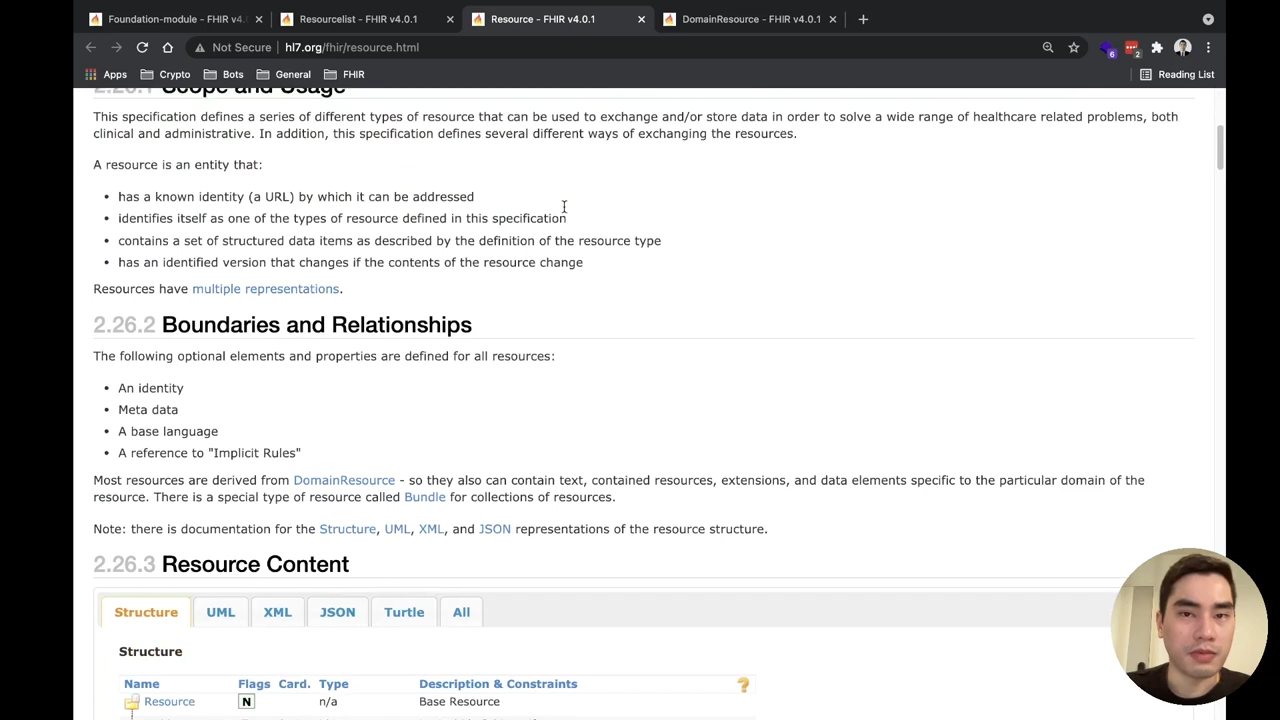 Foundation-module - FHIR v4. Resourcelist - FHIR v4.0.1 Resource - FHIR v4.0.1 DomainResource - FHIR v4.0.1
Not Secure hl7.org/fhir/resource.html 6 2
Apps Crypto Bots General FHIR Reading List
2.26.1 Scope and Usage
This specification defines a series of different types of resource that can be used to exchange and/or store data in order to solve a wide range of healthcare related problems, both
clinical and administrative. In addition, this specification defines several different ways of exchanging the resources.
A resource is an entity that:
• has a known identity (a URL) by which it can be addressed
• identifies itself as one of the types of resource defined in this specification
• contains a set of structured data items as described by the definition of the resource type
• has an identified version that changes if the contents of the resource change
Resources have multiple representations.
2.26.2 Boundaries and Relationships
The following optional elements and properties are defined for all resources:
• An identity
• Meta data
• A base language
• A reference to "Implicit Rules"
Most resources are derived from DomainResource - so they also can contain text, contained resources, extensions, and data elements specific to the particular domain of the
resource. There is a special type of resource called Bundle for collections of resources.
Note: there is documentation for the Structure, UML, XML, and JSON representations of the resource structure.
2.26.3 Resource Content
Structure UML XML JSON Turtle All
Structure
Name Flags Card. Type Description & Constraints ?
Resource N n/a Base Resource